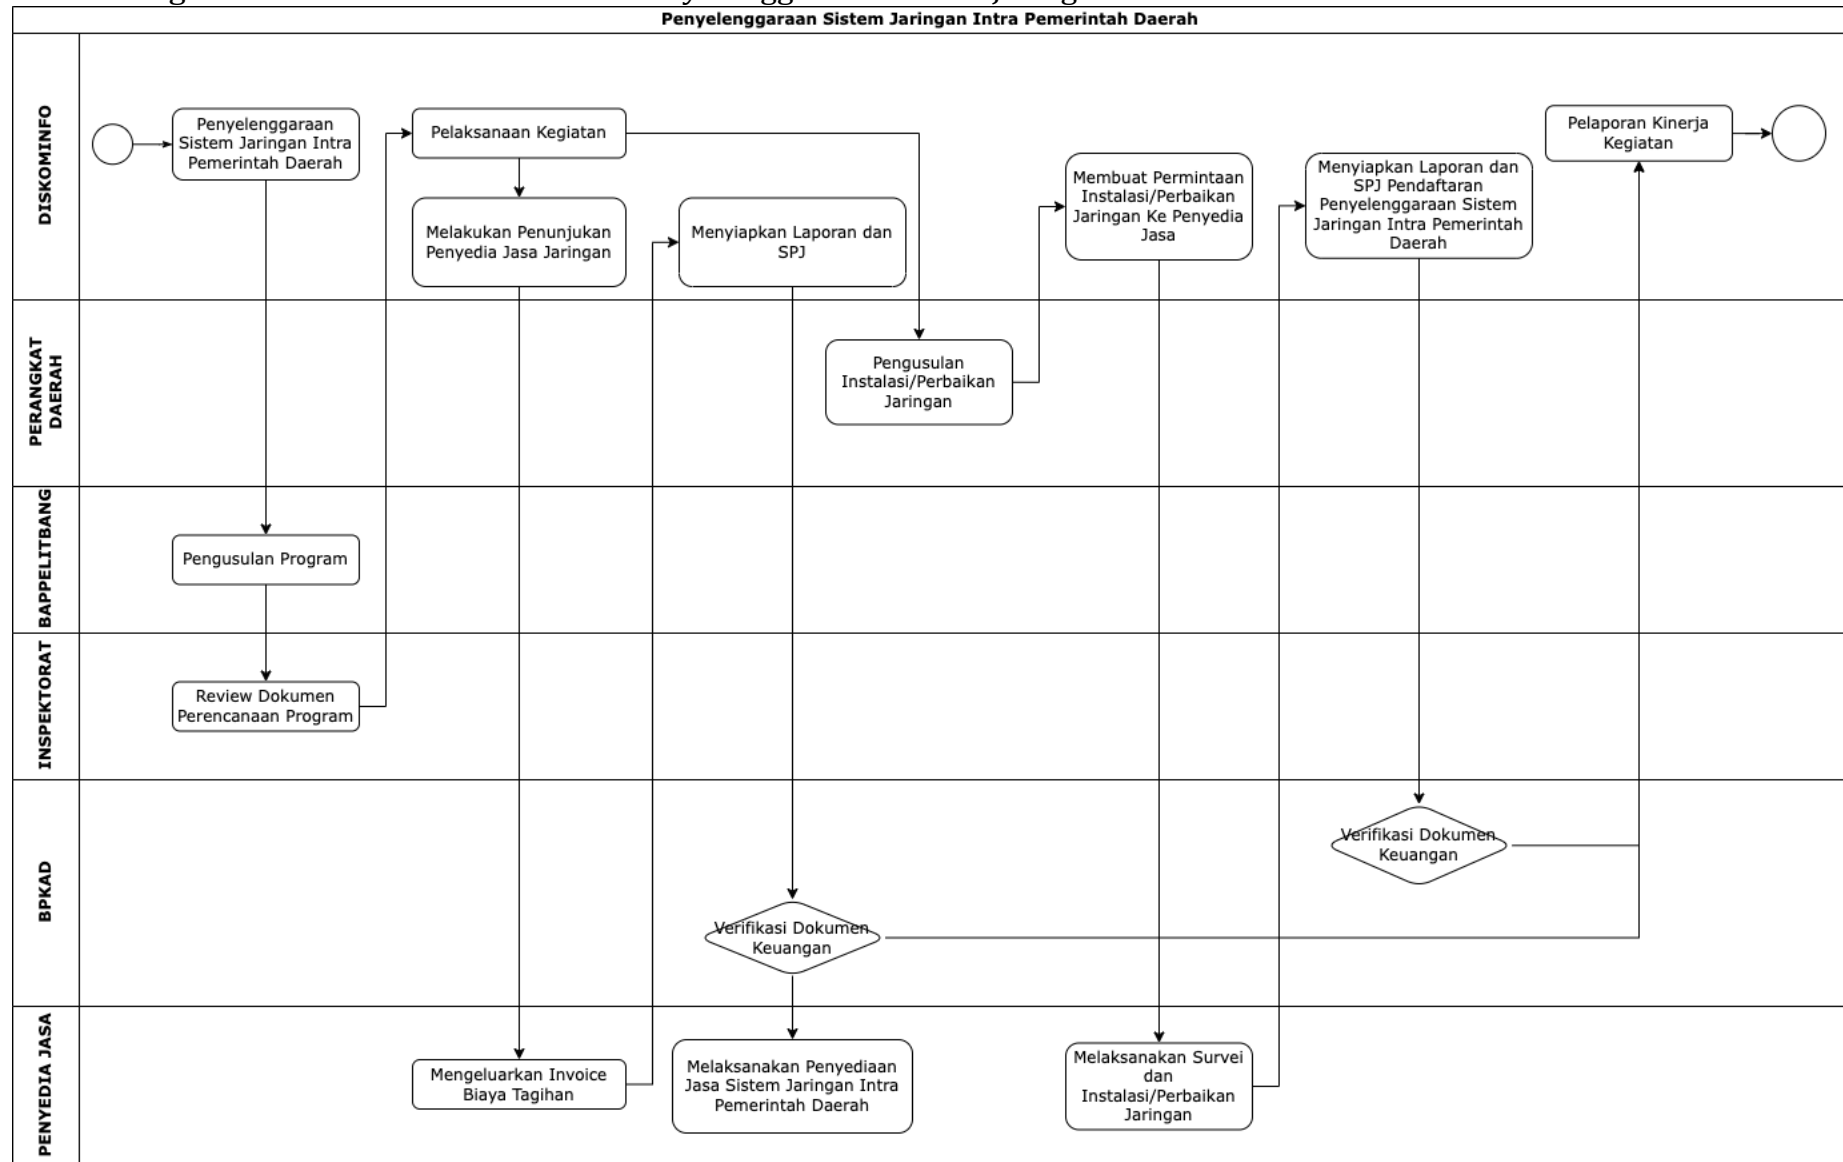 Penyelenggaraan Sistem Jaringan Intra Pemerintah Daerah
DISKOMINFO
Penyelenggaraan
Sistem Jaringan Intra
Pemerintah Daerah
Pelaksanaan Kegiatan
Melakukan Penunjukan
Penyedia Jasa Jaringan
Menyiapkan Laporan dan
SPJ
Membuat Permintaan
Instalasi/Perbaikan
Jaringan Ke Penyedia
Jasa
Menyiapkan Laporan dan
SPJ Pendaftaran
Penyelenggaraan Sistem
Jaringan Intra Pemerintah
Daerah
Pelaporan Kinerja
Kegiatan
PERANGKAT
DAERAH
Pengusulan
Instalasi/Perbaikan
Jaringan
BAPPELITBANG
Pengusulan Program
INSPEKTORAT
Review Dokumen
Perencanaan Program
BPKAD
Verifikasi Dokumen
Keuangan
Verifikasi Dokumen
Keuangan
PENYEDIA JASA
Mengeluarkan Invoice
Biaya Tagihan
Melaksanakan Penyediaan
Jasa Sistem Jaringan Intra
Pemerintah Daerah
Melaksanakan Survei
dan
Instalasi/Perbaikan
Jaringan